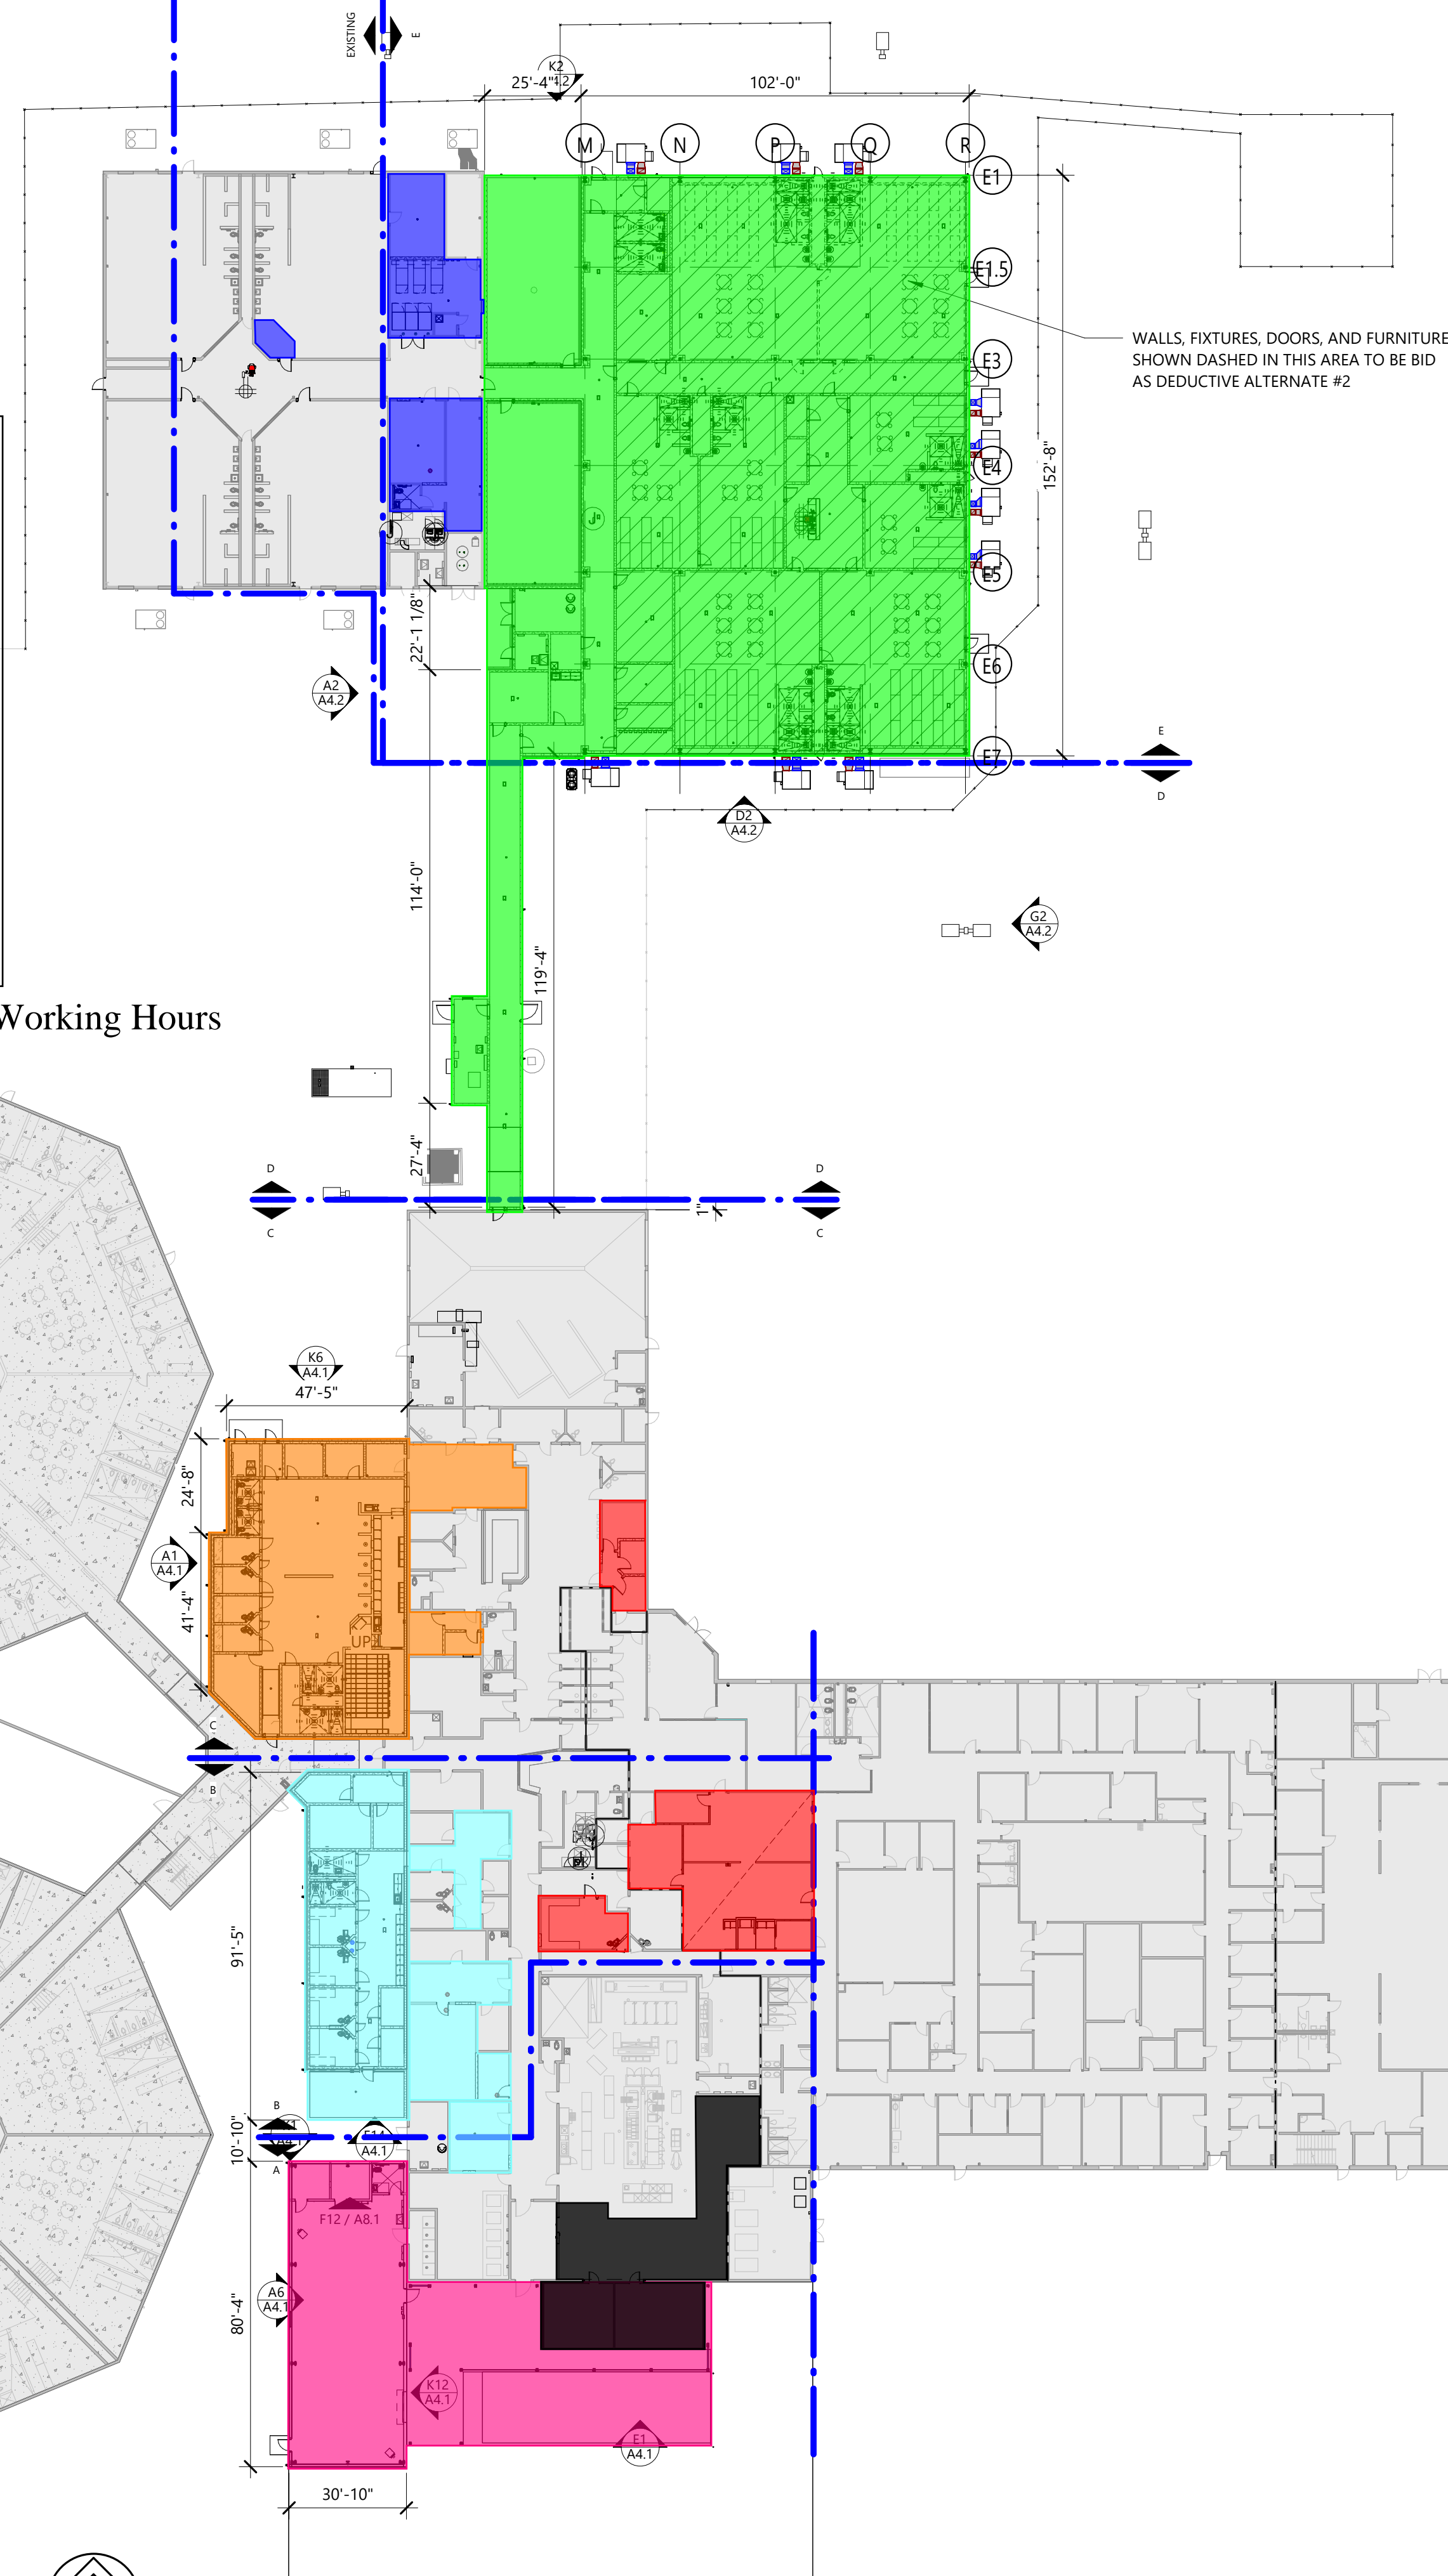 EXISTING
E
K2
25'-4"
102'-0"
M
N
P
Q
R
E1
E1.5
WALLS, FIXTURES, DOORS, AND FURNITURE
SHOWN DASHED IN THIS AREA TO BE BID
AS DEDUCTIVE ALTERNATE #2
E3
E4
152'-8"
E5
22'-1 1/8"
E6
A2
A4.2
E7
E
D
D2
A4.2
114'-0"
G2
A4.2
119'-4"
Working Hours
27'-4"
D
C
D
C
1"
K6
A4.1
47'-5"
24'-8"
A1
A4.1
41'-4"
UP
C
B
91'-5"
B
A
10'-10"
A4.1
A4.1
F12 / A8.1
A6
A4.1
80'-4"
K12
A4.1
E1
A4.1
30'-10"